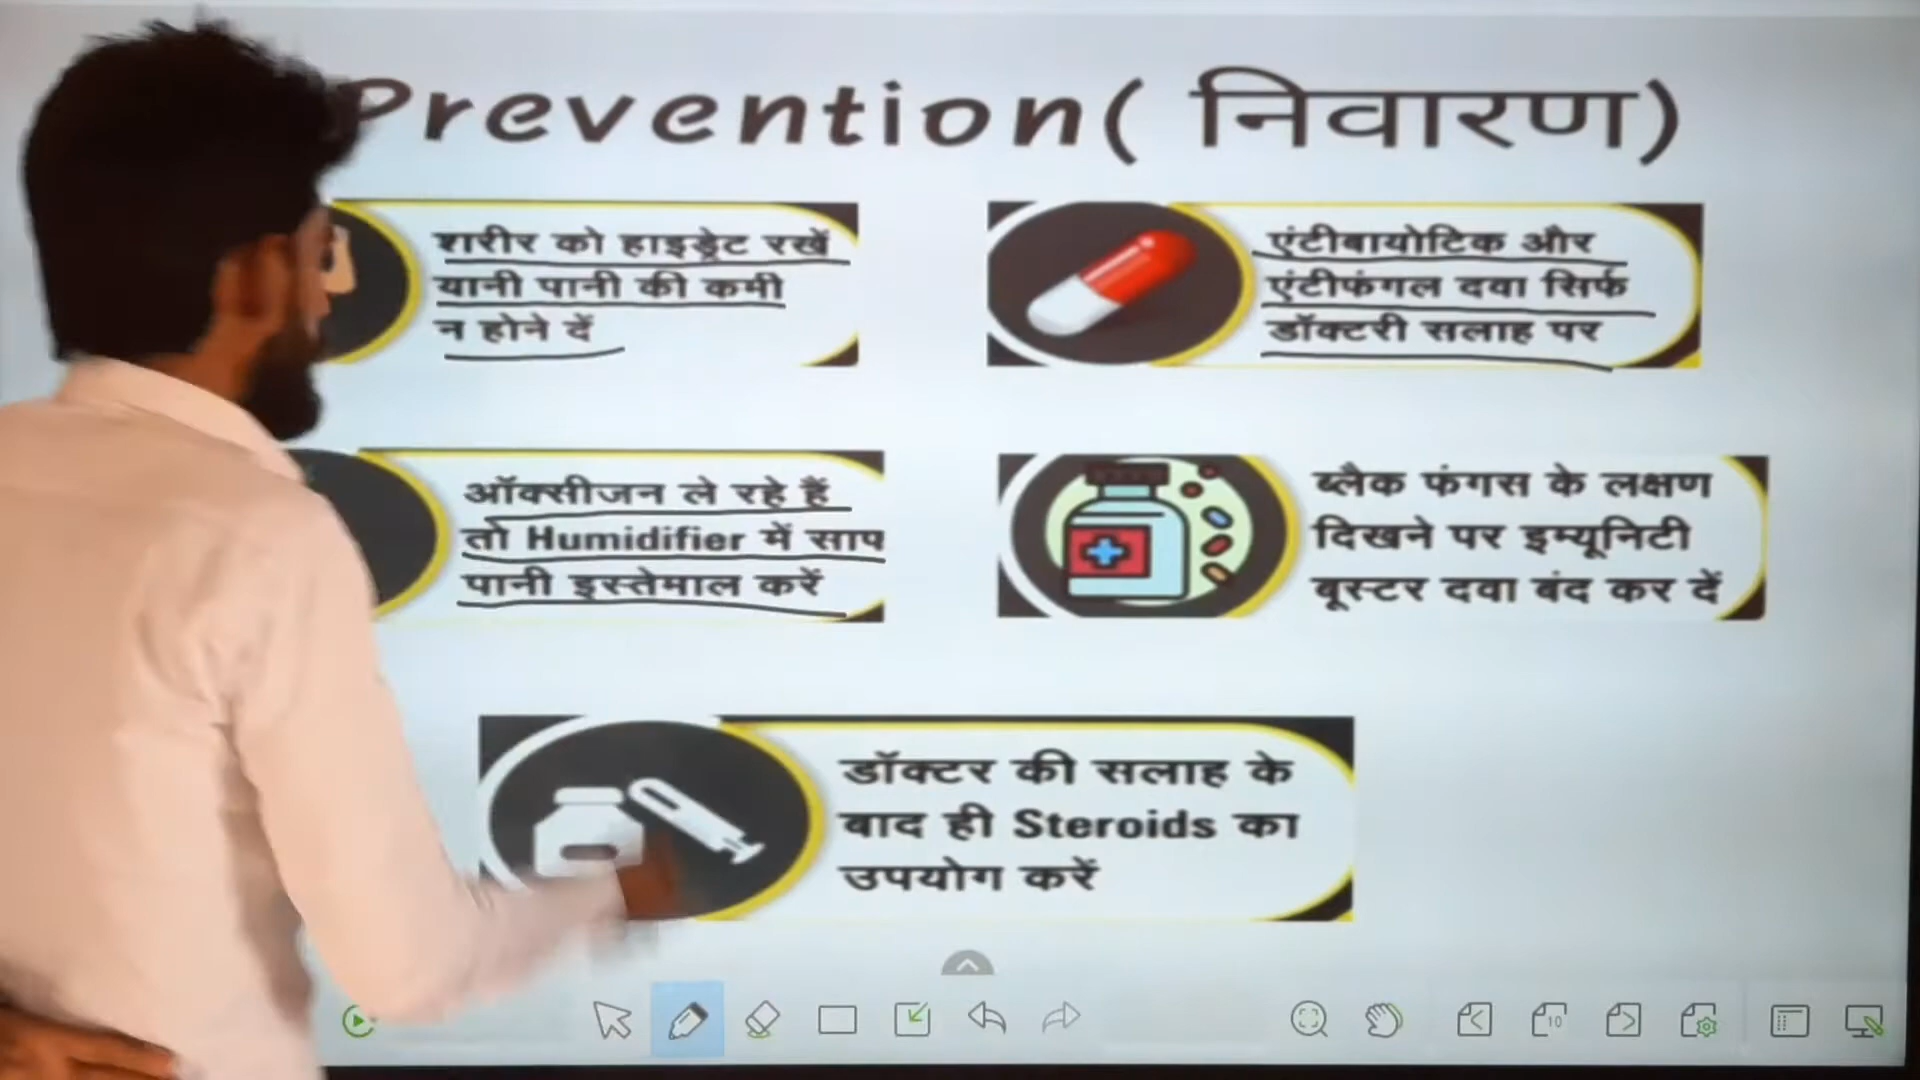 Prevention( निवारण)
शरीर को हाइड्रेट रखें
यानी पानी की कमी
न होने दें
एंटीबायोटिक और
एंटीफंगल दवा सिर्फ
डॉक्टरी सलाह पर
ऑक्सीजन ले रहे हैं
तो Humidifier में साफ
पानी इस्तेमाल करें
ब्लैक फंगस के लक्षण
दिखने पर इम्यूनिटी
बूस्टर दवा बंद कर दें
डॉक्टर की सलाह के
बाद ही Steroids का
उपयोग करें
10